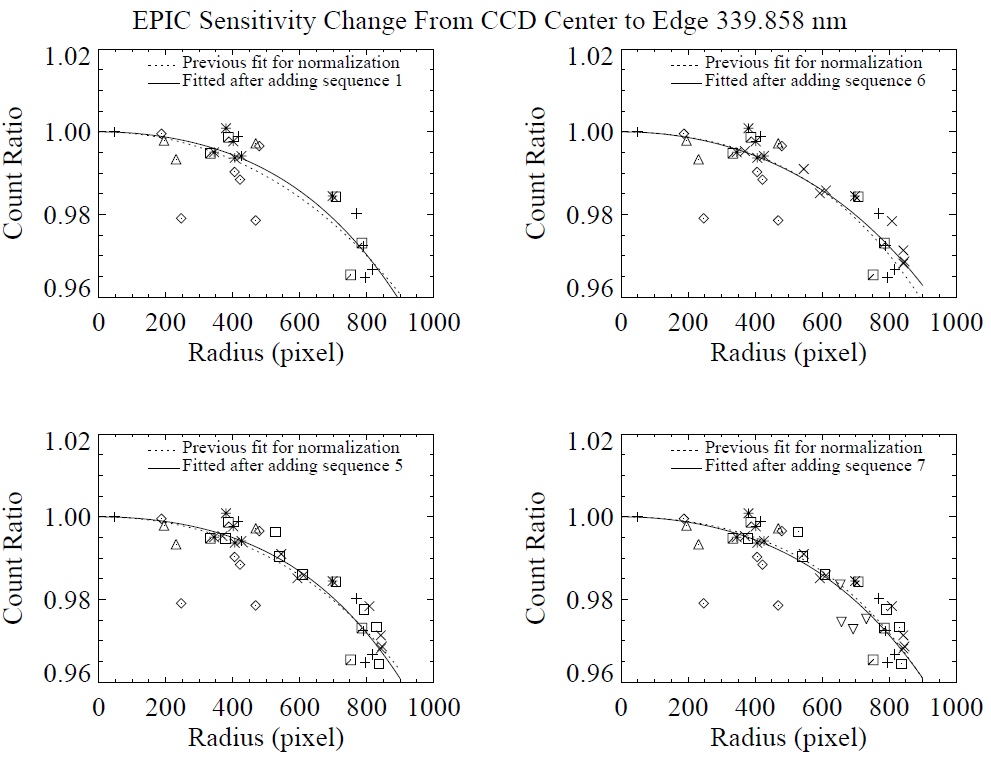 EPIC Sensitivity Change From CCD Center to Edge 339.858 nm
1.02
1.00
0.98
0.96
Count Ratio
Previous fit for normalization
Fitted after adding sequence 1
0 200 400 600 800 1000
Radius (pixel)
1.02
1.00
0.98
0.96
Count Ratio
Previous fit for normalization
Fitted after adding sequence 6
0 200 400 600 800 1000
Radius (pixel)
1.02
1.00
0.98
0.96
Count Ratio
Previous fit for normalization
Fitted after adding sequence 5
0 200 400 600 800 1000
Radius (pixel)
1.02
1.00
0.98
0.96
Count Ratio
Previous fit for normalization
Fitted after adding sequence 7
0 200 400 600 800 1000
Radius (pixel)